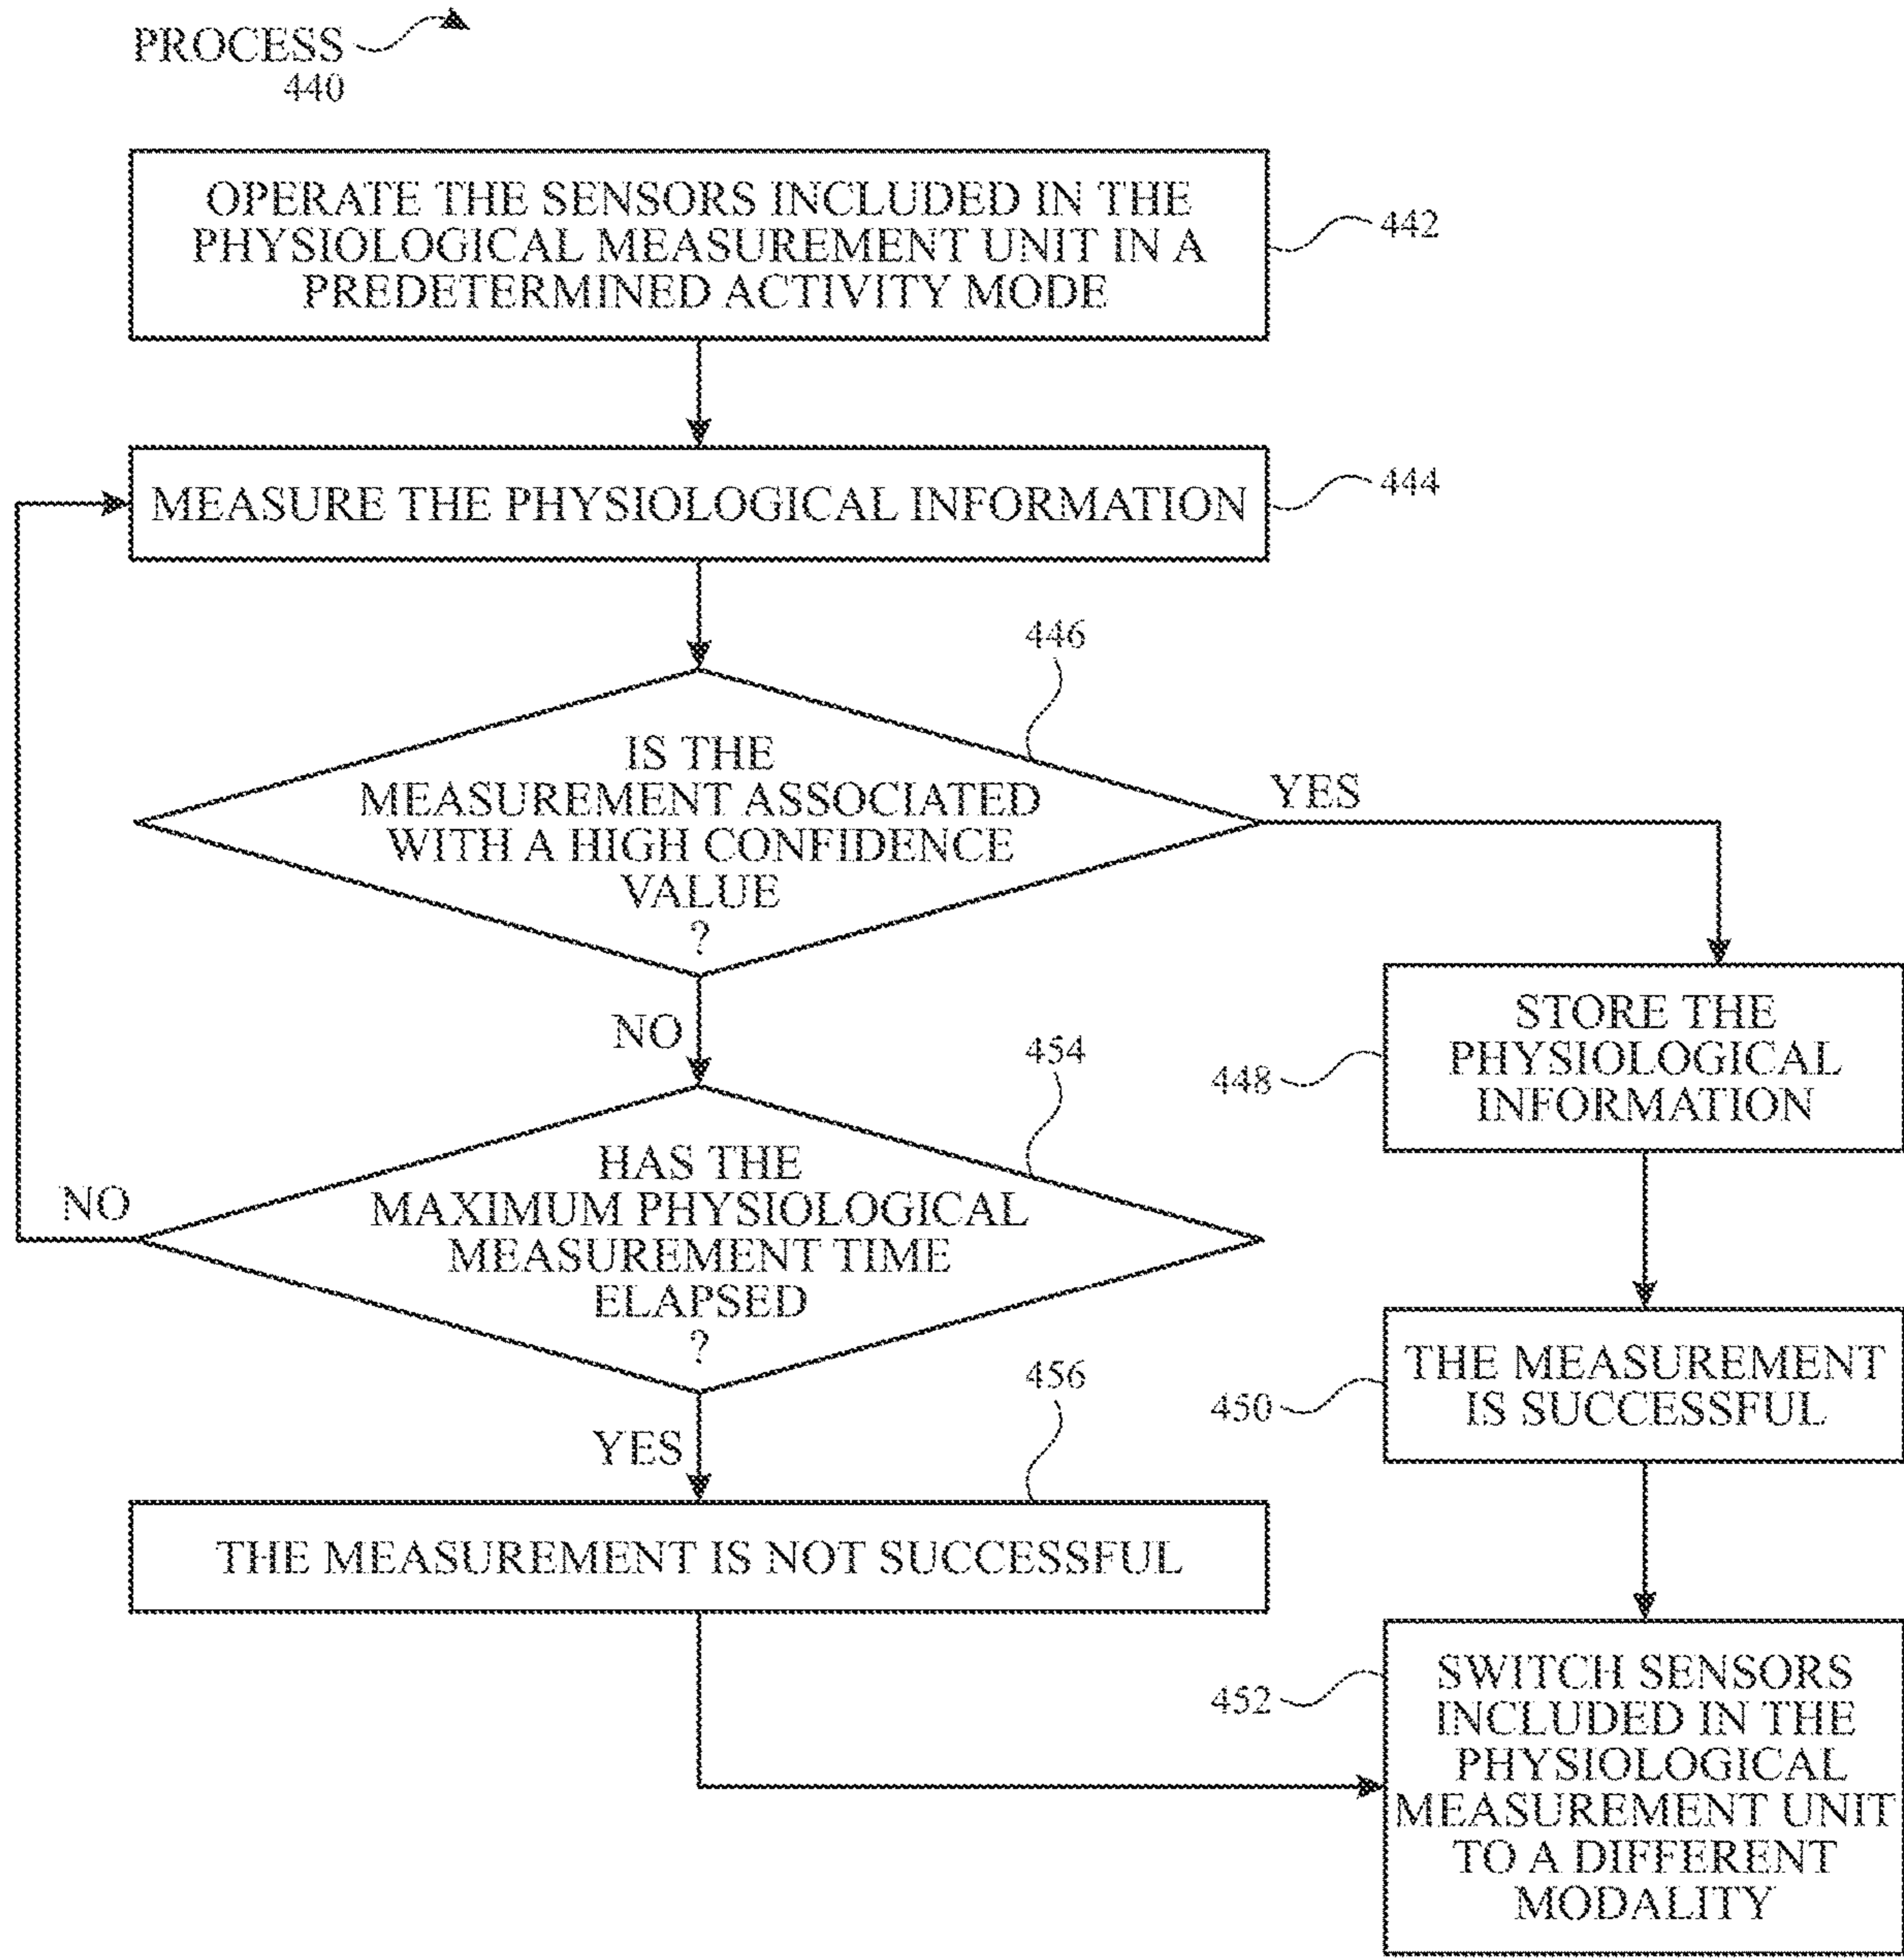 PROCESS
440
OPERATE THE SENSORS INCLUDED IN THE
PHYSIOLOGICAL MEASUREMENT UNIT IN A
PREDETERMINED ACTIVITY MODE
442
MEASURE THE PHYSIOLOGICAL INFORMATION
444
446
IS THE
MEASUREMENT ASSOCIATED
WITH A HIGH CONFIDENCE
VALUE
?
YES
NO
STORE THE
PHYSIOLOGICAL
INFORMATION
448
454
HAS THE
MAXIMUM PHYSIOLOGICAL
MEASUREMENT TIME
ELAPSED
?
NO
YES
THE MEASUREMENT
IS SUCCESSFUL
450
456
THE MEASUREMENT IS NOT SUCCESSFUL
SWITCH SENSORS
INCLUDED IN THE
PHYSIOLOGICAL
MEASUREMENT UNIT
TO A DIFFERENT
MODALITY
452